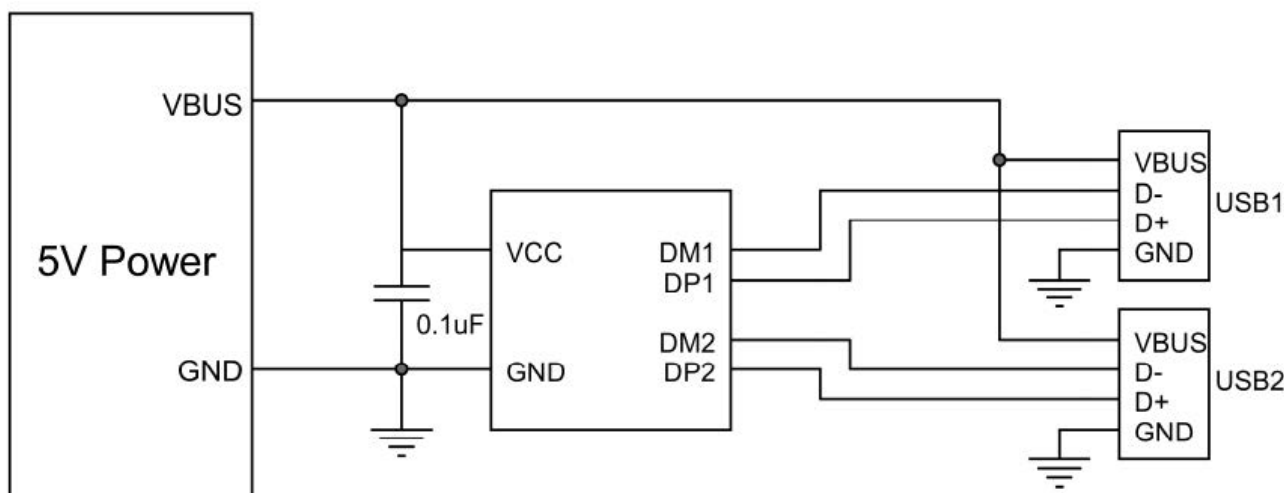 VBUS
5V Power
GND
0.1uF
VCC
GND
DM1
DP1
DM2
DP2
VBUS
D-
D+
GND
USB1
VBUS
D-
D+
GND
USB2